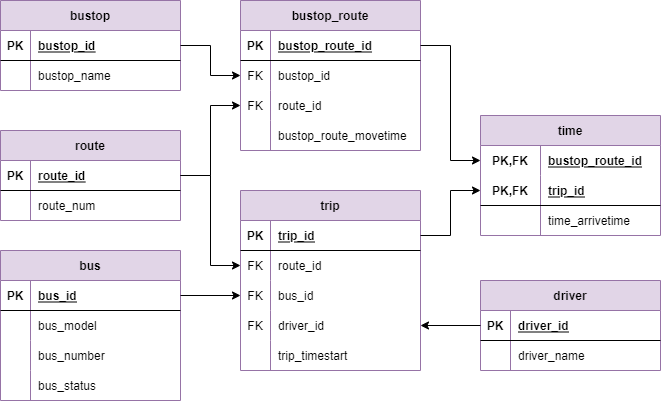 bustop
PK bustop_id
bustop_name
bustop_route
PK bustop_route_id
FK bustop_id
FK route_id
bustop_route_movetime
route
PK route_id
route_num
time
PK,FK bustop_route_id
PK,FK trip_id
time_arrivetime
trip
PK trip_id
FK route_id
FK bus_id
FK driver_id
trip_timestart
bus
PK bus_id
bus_model
bus_number
bus_status
driver
PK driver_id
driver_name